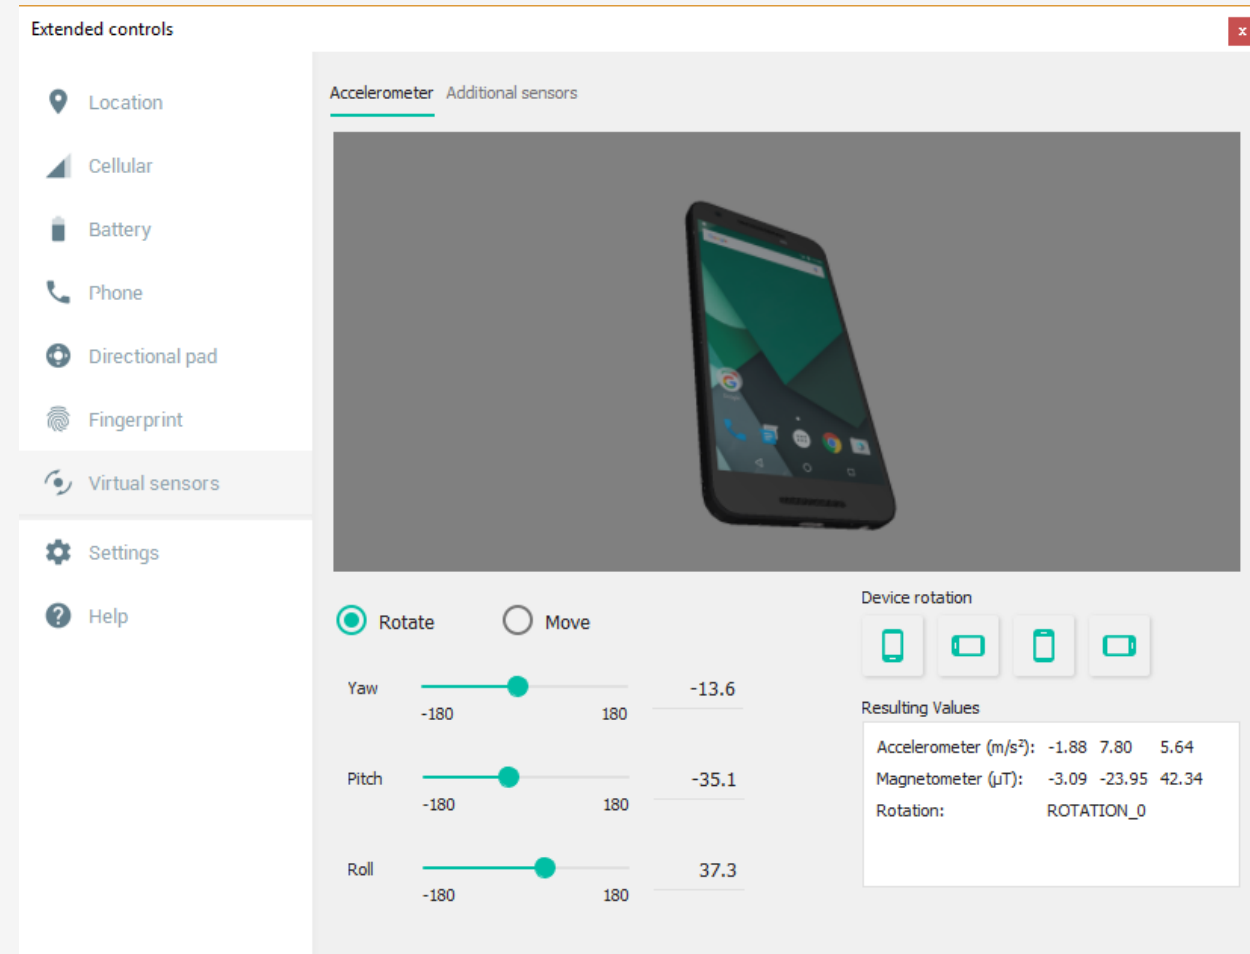 Extended controls
x
Location
Cellular
Battery
Phone
Directional pad
Fingerprint
Virtual sensors
Settings
Help
Accelerometer Additional sensors
Rotate Move
Yaw -13.6
-180 180
Pitch -35.1
-180 180
Roll 37.3
-180 180
Device rotation
Resulting Values
Accelerometer (m/s²): -1.88 7.80 5.64
Magnetometer (μT): -3.09 -23.95 42.34
Rotation: ROTATION_0